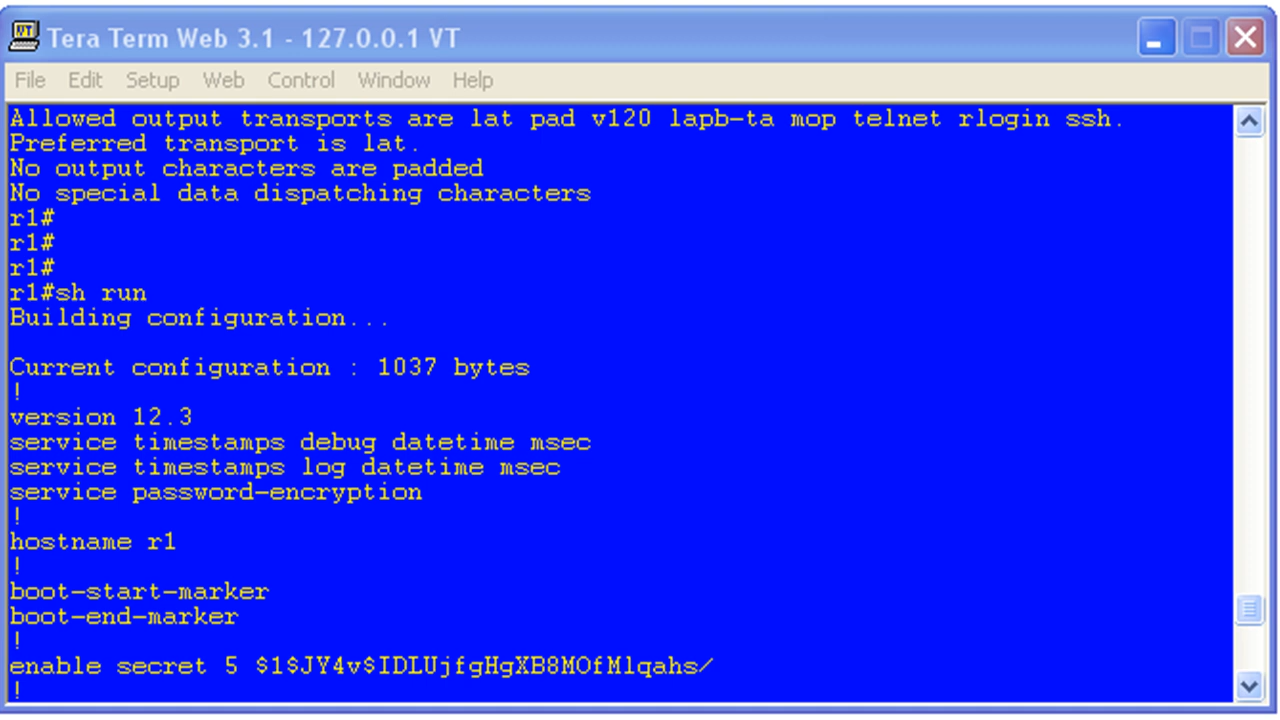 Tera Term Web 3.1 - 127.0.0.1 VT
File Edit Setup Web Control Window Help
Allowed output transports are lat pad v120 lapb-ta mop telnet rlogin ssh.
Preferred transport is lat.
No output characters are padded
No special data dispatching characters
r1#
r1#
r1#
r1#sh run
Building configuration...
Current configuration : 1037 bytes
!
version 12.3
service timestamps debug datetime msec
service timestamps log datetime msec
service password-encryption
!
hostname r1
!
boot-start-marker
boot-end-marker
!
enable secret 5 $1$JY4v$IDLUjfgHgXB8MOfMlqahs/
!